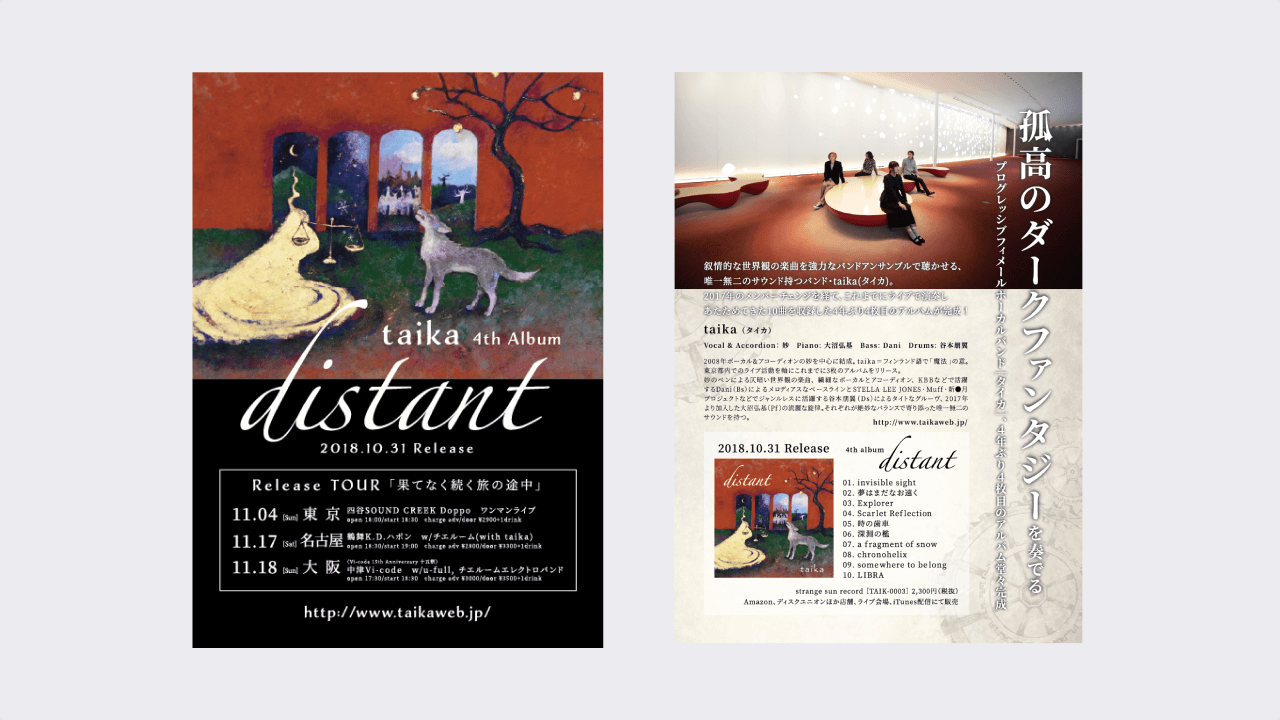 taika 4th Album
distant
2018.10.31 Release
Release TOUR「果てなく続く旅の途中」
11.04 [Sun] 東京 四谷SOUND CREEK Doppo ワンマンライブ
open 18:00/start 18:30 charge adv/door ¥2900+1drink
11.17 [Sat] 名古屋 鶴舞K.D.ハポン w/チエルーム(with taika)
open 18:30/start 19:00 charge adv ¥2800/door ¥3300+1drink
《Vi-code 15th Anniversary 十五祭》
11.18 [Sun] 大阪 中津Vi-code w/u-full, チエルームエレクトロバンド
open 17:30/start 18:30 charge adv ¥3000/door ¥3500+1drink
http://www.taikaweb.jp/
孤高のダークファンタジーを奏でる
プログレッシブフィメールボーカルバンド「タイカ」、4年ぶり4枚目のアルバム堂々完成
叙情的な世界観の楽曲を強力なバンドアンサンブルで聴かせる、
唯一無二のサウンド持つバンド・taika(タイカ)。
2017年のメンバーチェンジを経て、これまでにライブで演奏し
あたためてきた10曲を収録した4年ぶり4枚目のアルバムが完成！
taika（タイカ）
Vocal & Accordion: 妙 Piano: 大沼弘基 Bass: Dani Drums: 谷本朋翼
2008年ボーカル&アコーディオンの妙を中心に結成。taika＝フィンランド語で「魔法」の意。
東京都内でのライブ活動を軸にこれまでに3枚のアルバムをリリース。
妙のペンによる仄暗い世界観の楽曲、繊細なボーカルとアコーディオン、KBBなどで活躍
するDani(Bs)によるメロディアスなベースラインとSTELLA LEE JONES・Muff・新●月
プロジェクトなどでジャンルレスに活躍する谷本朋翼(Ds)によるタイトなグルーヴ、2017年
より加入した大沼弘基(Pf)の流麗な旋律。それぞれが絶妙なバランスで寄り添った唯一無二の
サウンドを持つ。
http://www.taikaweb.jp/
2018.10.31 Release
4th album distant
distant
taika
01. invisible sight
02. 夢はまだなお遠く
03. Explorer
04. Scarlet Reflection
05. 時の歯車
06. 深淵の檻
07. a fragment of snow
08. chronohelix
09. somewhere to belong
10. LIBRA
strange sun record [TAIK-0003] 2,300円(税抜)
Amazon、ディスクユニオンほか店舗、ライブ会場、iTunes配信にて販売